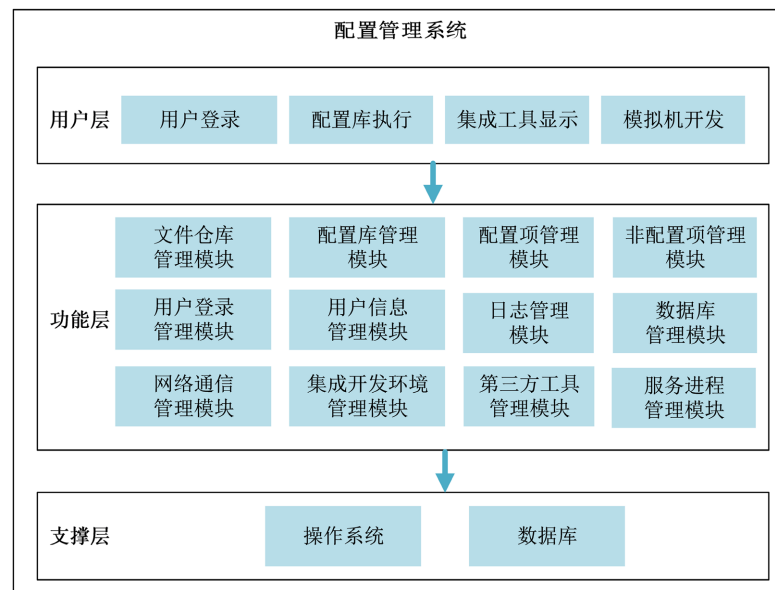 配置管理系统
用户层
用户登录
配置库执行
集成工具显示
模拟机开发
功能层
文件仓库
管理模块
配置库管理
模块
配置项管理
模块
非配置项管理
模块
用户登录
管理模块
用户信息
管理模块
日志管理
模块
数据库
管理模块
网络通信
管理模块
集成开发环境
管理模块
第三方工具
管理模块
服务进程
管理模块
支撑层
操作系统
数据库